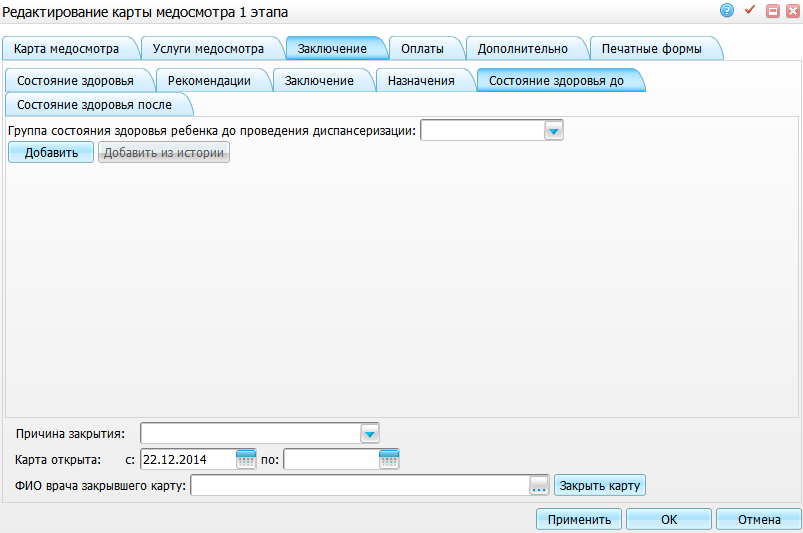 Редактирование карты медосмотра 1 этапа
Карта медосмотра Услуги медосмотра Заключение Оплаты Дополнительно Печатные формы
Состояние здоровья Рекомендации Заключение Назначения Состояние здоровья до
Состояние здоровья после
Группа состояния здоровья ребенка до проведения диспансеризации:
Добавить Добавить из истории
Причина закрытия:
Карта открыта: с: 22.12.2014 по:
ФИО врача закрывшего карту: ... Закрыть карту
Применить ОК Отмена